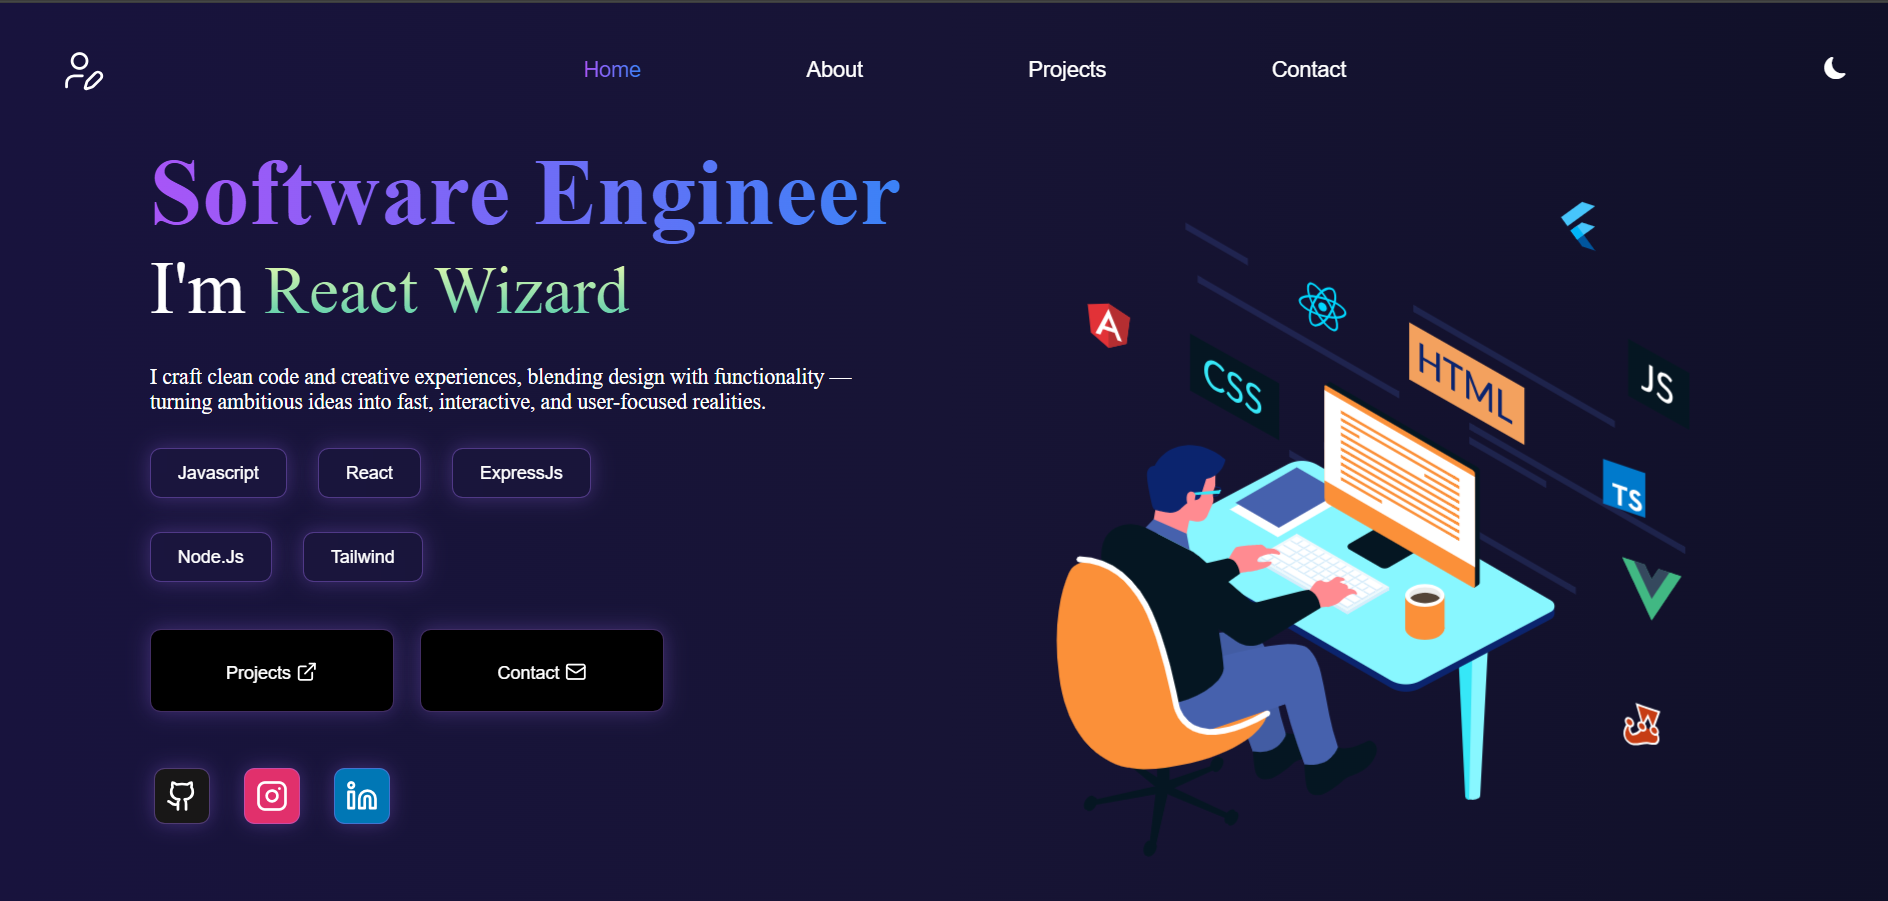 Home About Projects Contact
Software Engineer
I'm React Wizard
I craft clean code and creative experiences, blending design with functionality —
turning ambitious ideas into fast, interactive, and user-focused realities.
Javascript React ExpressJs
Node.Js Tailwind
Projects Contact
in
A
CSS
HTML
JS
TS